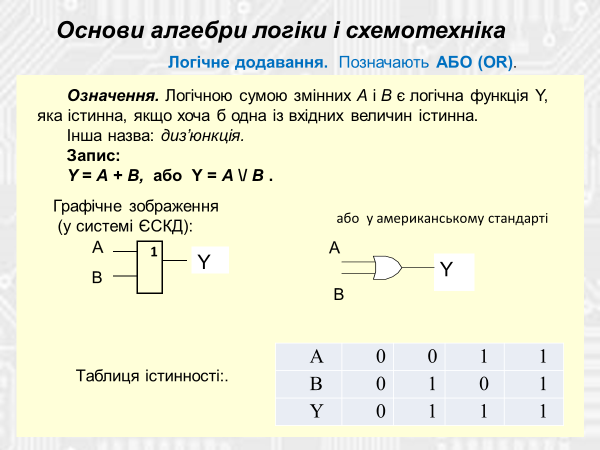 Основи алгебри логіки і схемотехніка
Логічне додавання. Позначають АБО (OR).
Означення. Логічною сумою змінних A і B є логічна функція Y,
яка істинна, якщо хоча б одна із вхідних величин істинна.
Інша назва: диз'юнкція.
Запис:
Y = A + B, або Y = A \/ B .
Графічне зображення
(у системі ЄСКД):
або у американському стандарті
A
1
Y
B
A
Y
B
Таблиця істинності:.
A 0 0 1 1
B 0 1 0 1
Y 0 1 1 1